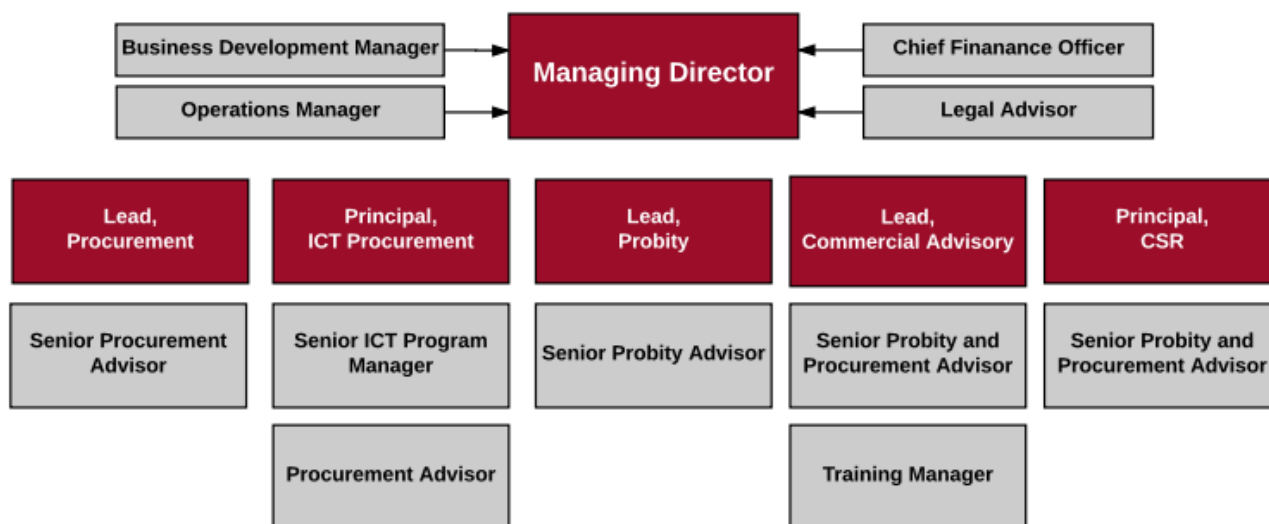 Business Development Manager
Managing Director
Chief Finanance Officer
Operations Manager
Legal Advisor
Lead,
Procurement
Principal,
ICT Procurement
Lead,
Probity
Lead,
Commercial Advisory
Principal,
CSR
Senior Procurement
Advisor
Senior ICT Program
Manager
Senior Probity Advisor
Senior Probity and
Procurement Advisor
Senior Probity and
Procurement Advisor
Procurement Advisor
Training Manager